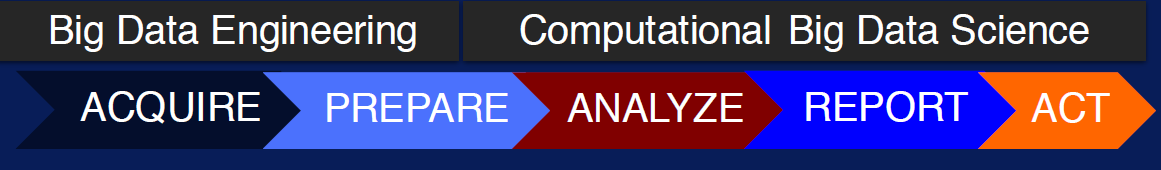 Big Data Engineering Computational Big Data Science
ACQUIRE PREPARE ANALYZE REPORT ACT